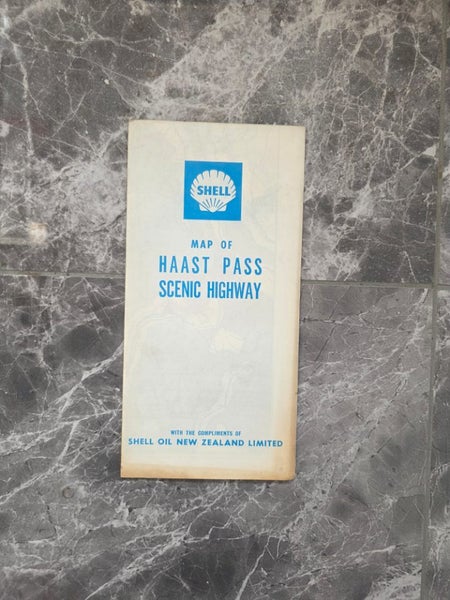 SHELL
MAP OF
HAAST PASS
SCENIC HIGHWAY
WITH THE COMPLIMENTS OF
SHELL OIL NEW ZEALAND LIMITED